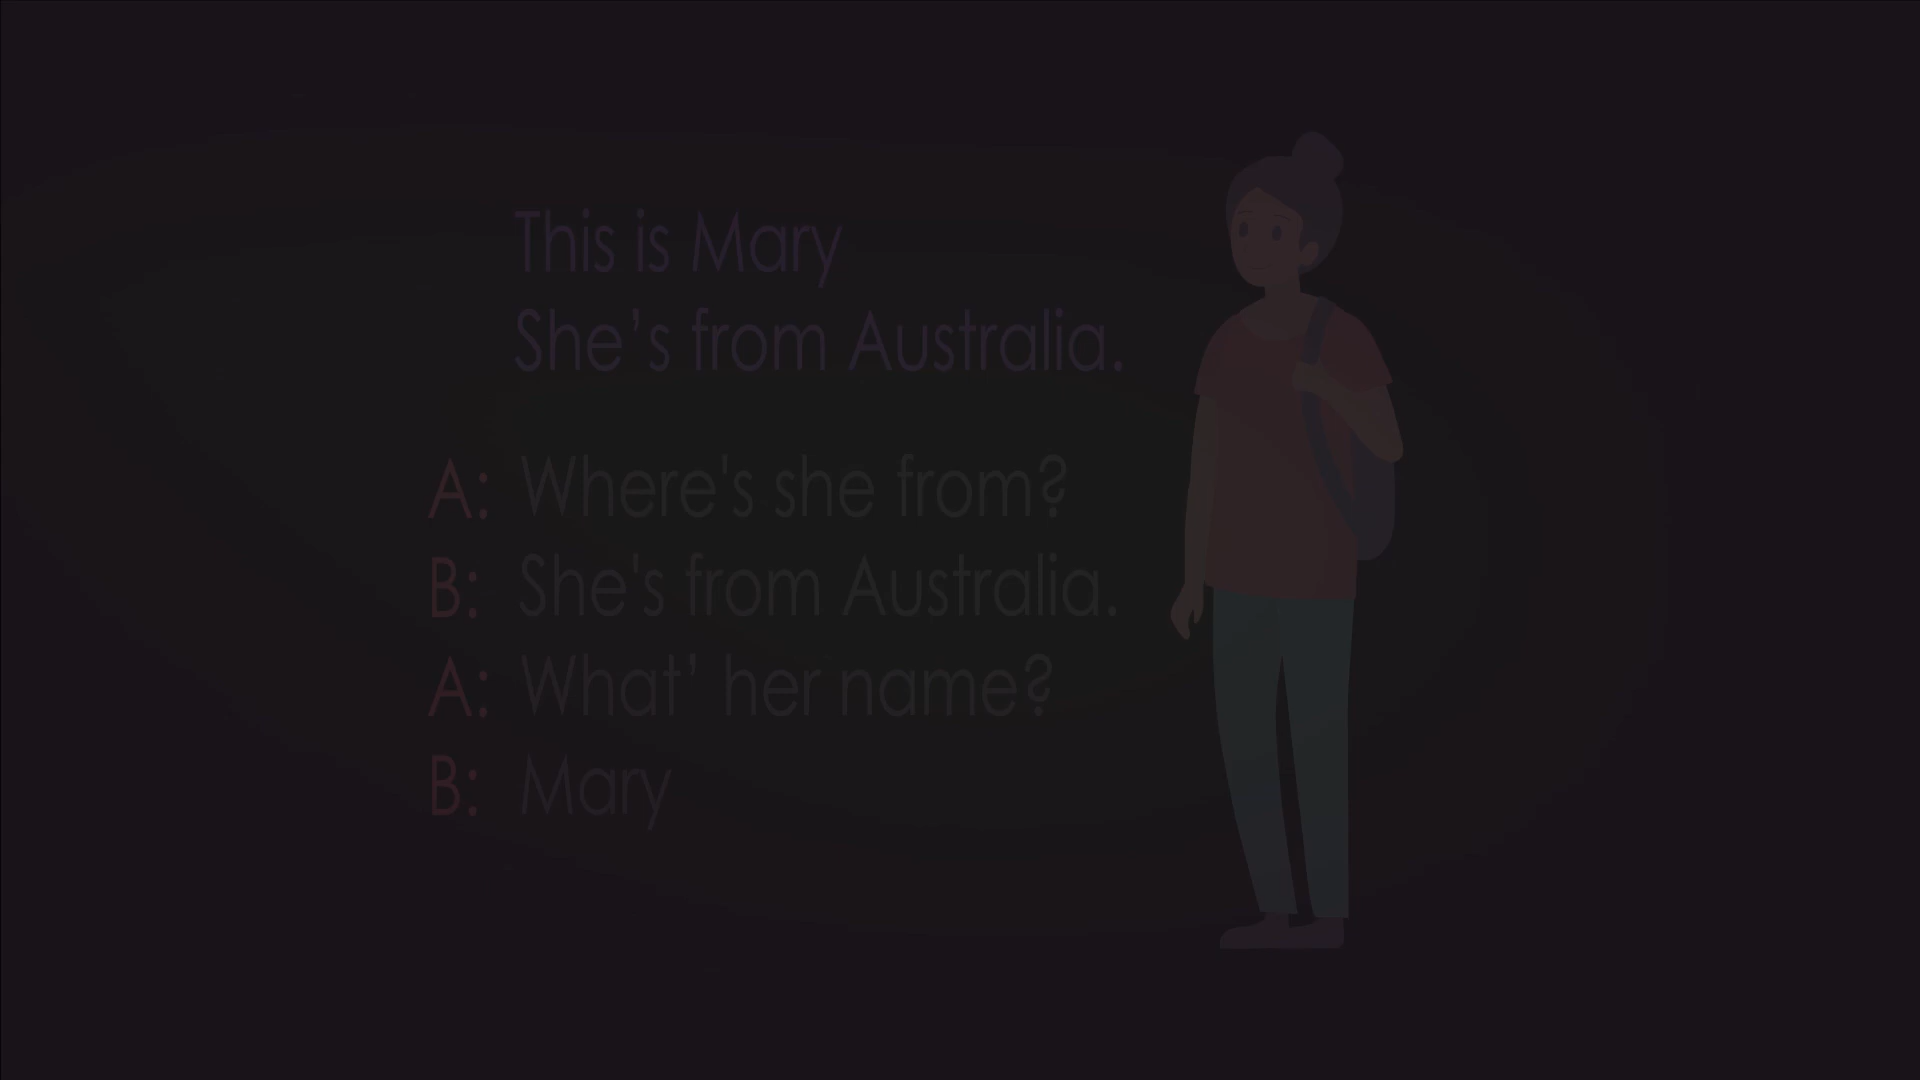 This is Mary
She’s from Australia.
A: Where's she from?
B: She's from Australia.
A: What’ her name?
B: Mary